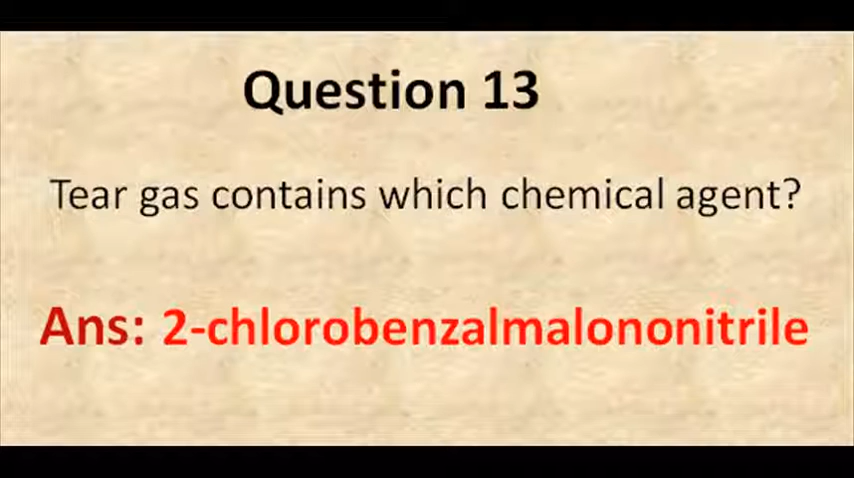 Question 13
Tear gas contains which chemical agent?
Ans: 2-chlorobenzalmalononitrile